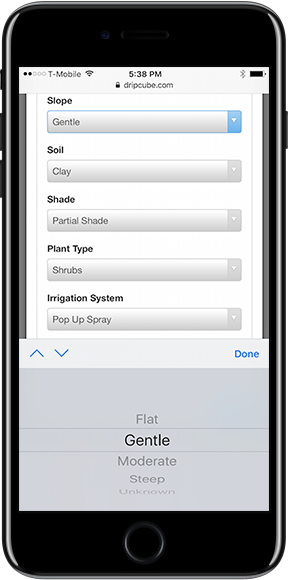 T-Mobile 5:38 PM
dripcube.com
Slope
Gentle
Soil
Clay
Shade
Partial Shade
Plant Type
Shrubs
Irrigation System
Pop Up Spray
Done
Flat
Gentle
Moderate
Steep
Unknown